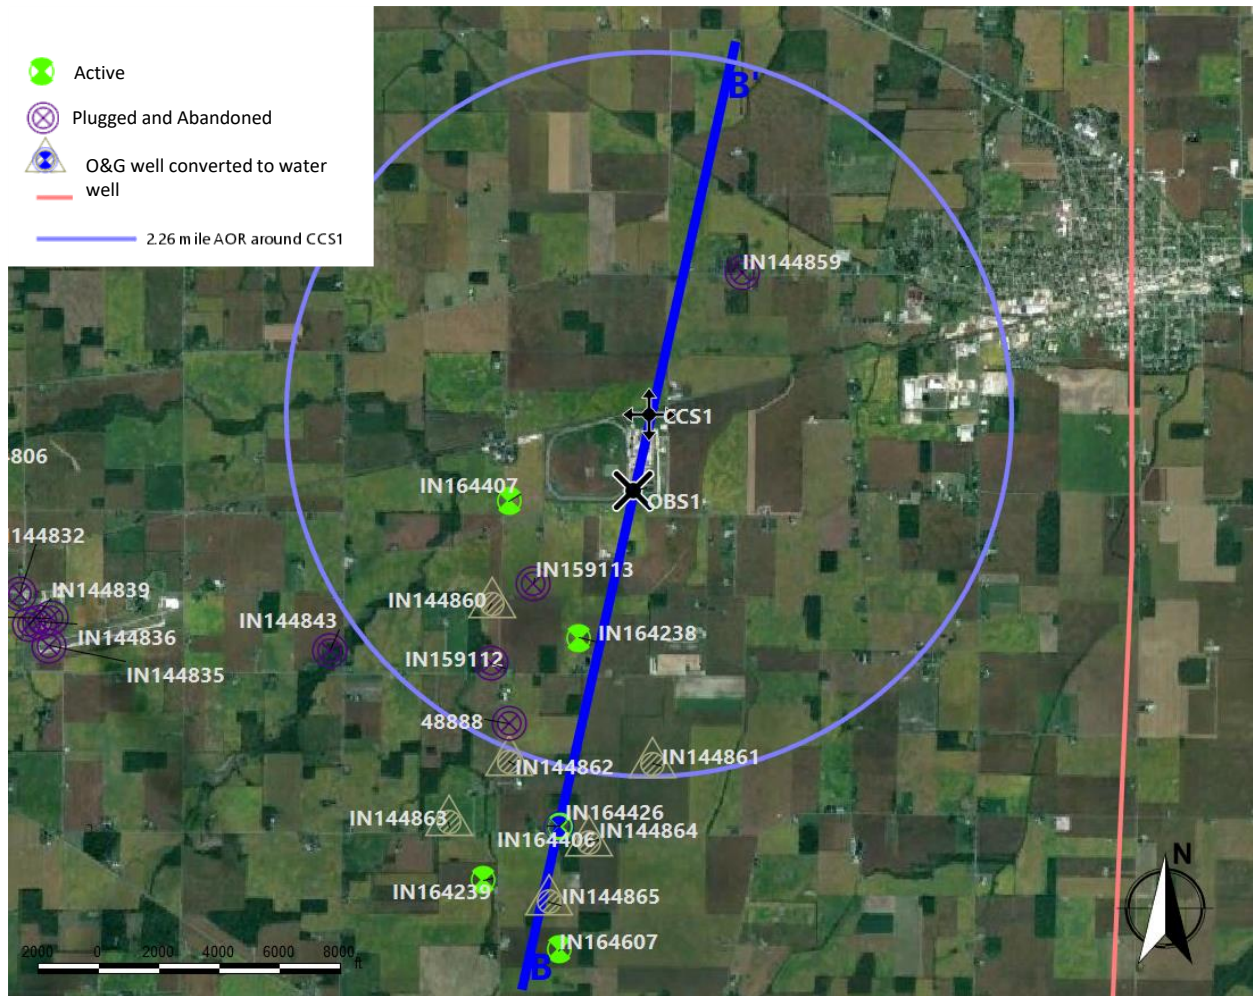 Active
Plugged and Abandoned
O&G well converted to water
well
2.26 mile AOR around CCS1
B'
IN144859
CCS1
-806
IN164407
OBS1
144832
IN159113
IN144839
IN144860
IN144843
IN164238
IN144836
IN159112
IN144835
48888
IN144861
IN144862
IN164426
IN144863
IN144864
IN164406
N
IN164239
IN144865
IN164607
2000 0 2000 4000 6000 8000 ft
B